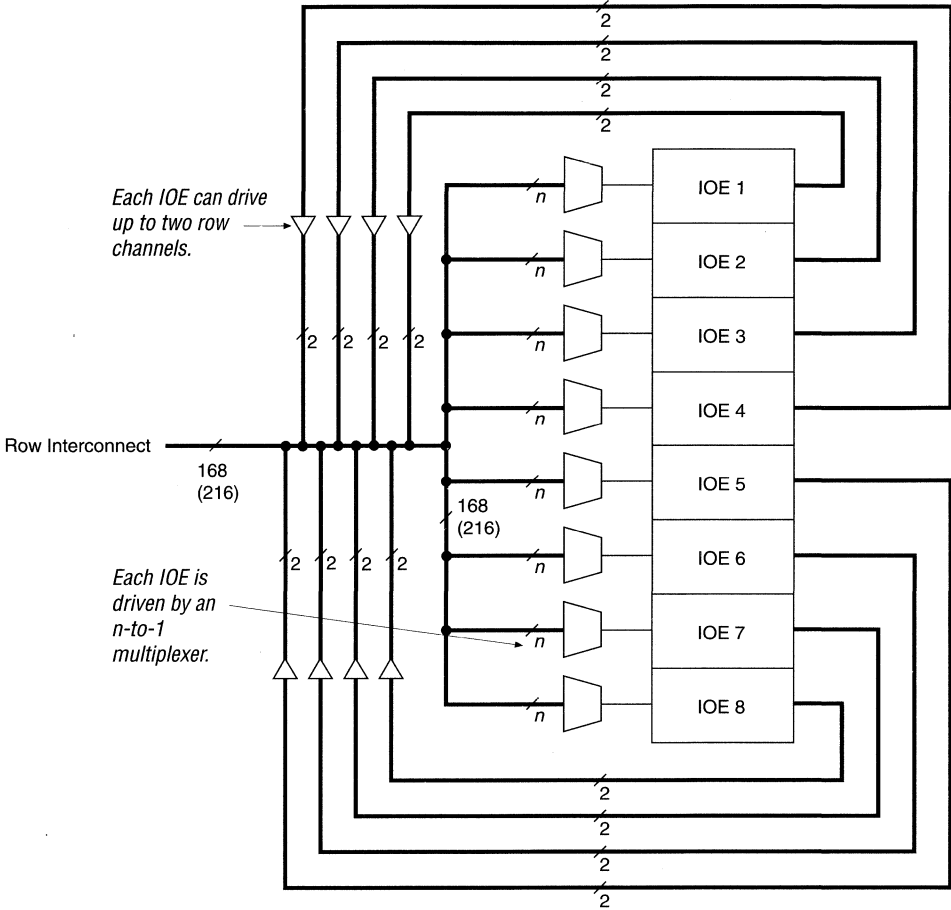 2
2
2
2
Each IOE can drive
up to two row
channels.
n
IOE 1
n
IOE 2
2
2
2
2
n
IOE 3
n
IOE 4
Row Interconnect
168
(216)
n
IOE 5
168
(216)
2
2
2
2
n
IOE 6
Each IOE is
driven by an
n-to-1
multiplexer.
n
IOE 7
n
IOE 8
2
2
2
2